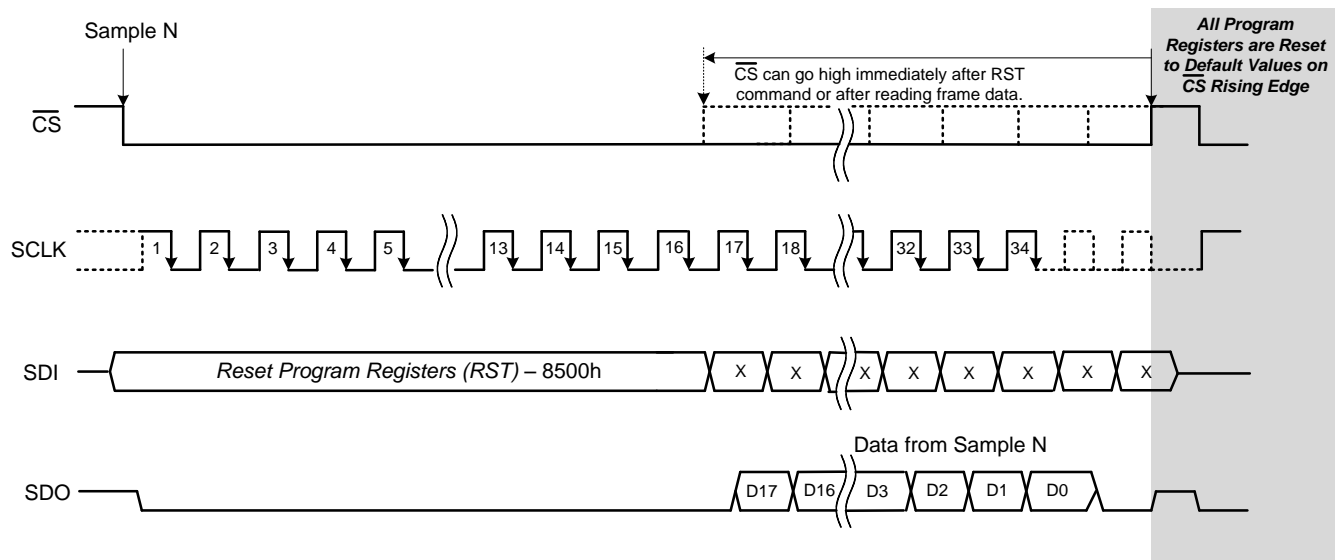 Sample N
All Program
Registers are Reset
to Default Values on
CS Rising Edge
CS can go high immediately after RST
command or after reading frame data.
CS
SCLK
1 2 3 4 5 13 14 15 16 17 18 32 33 34
SDI
Reset Program Registers (RST) – 8500h
X X X X X X X X
Data from Sample N
SDO
D17 D16 D3 D2 D1 D0